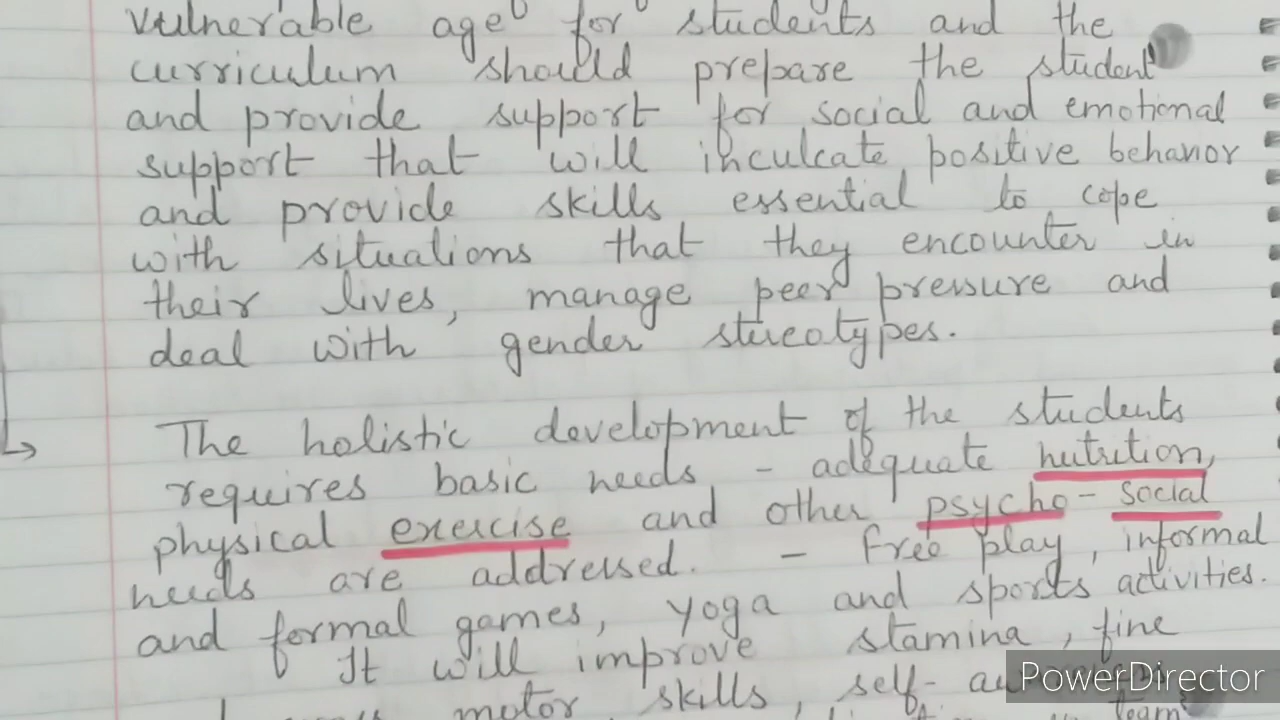 vulnerable age for students and the
curriculum should prepare the student
and provide support for social and emotional
support that will inculcate positive behavior
and provide skills essential to cope
with situations that they encounter in
their lives, manage peer pressure and
deal with gender stereotypes.
The holistic development of the students
requires basic needs - adequate nutrition,
physical exercise and other psycho-social
needs are addressed. - Free play, informal
and formal games, yoga and sports activities.
It will improve stamina, fine
motor skills, self-
team
PowerDirector